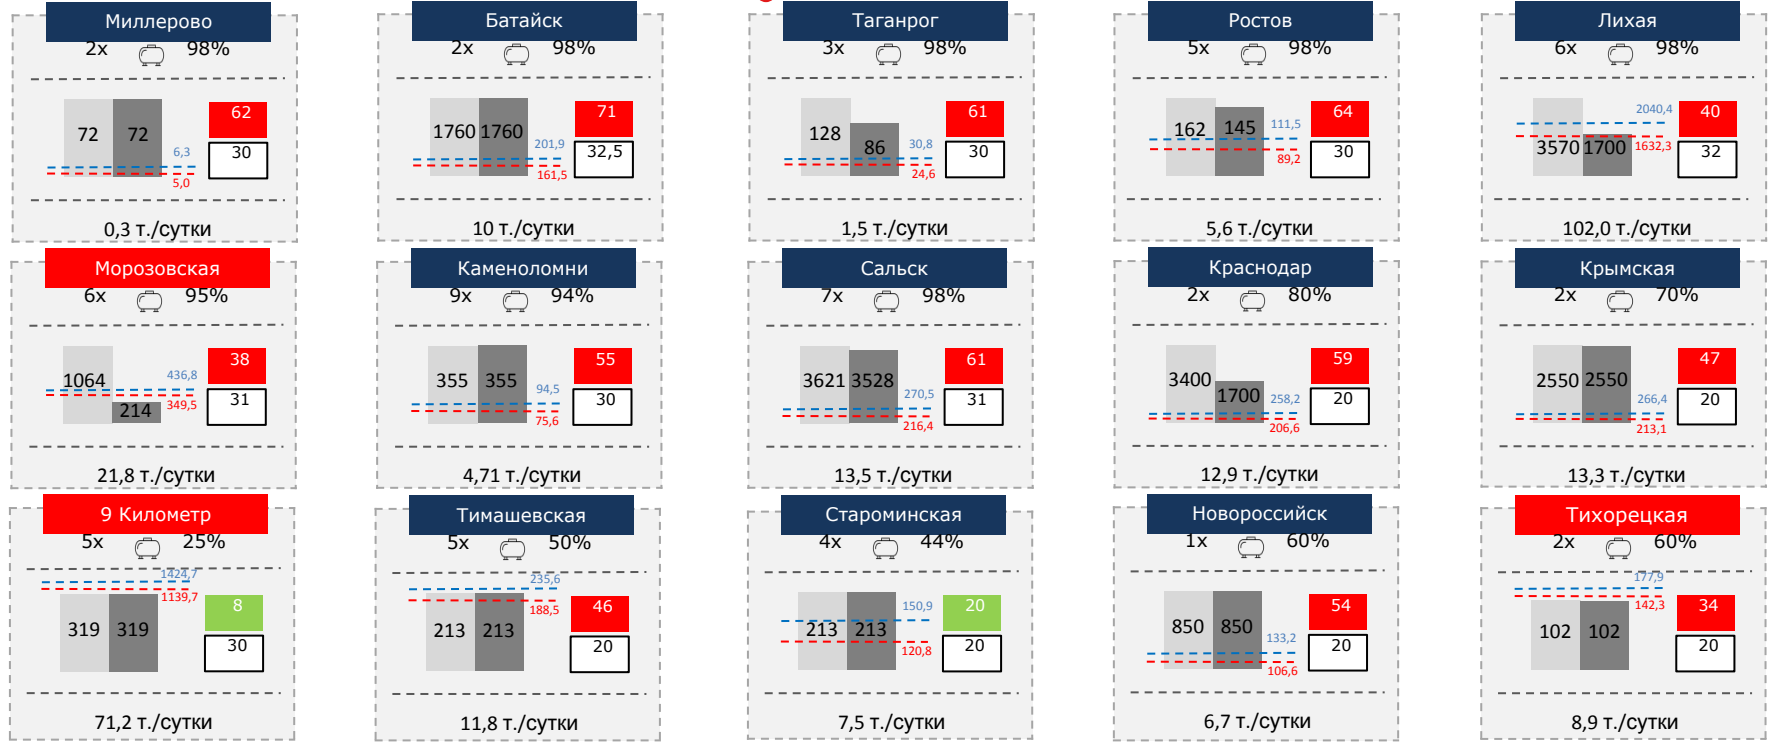 Миллерово
2x 98%
62
72 72
30
6,3
5,0
0,3 т./сутки
Батайск
2x 98%
71
1760 1760
32,5
201,9
161,5
10 т./сутки
Таганрог
3x 98%
61
128 86
30
30,8
24,6
1,5 т./сутки
Ростов
5x 98%
64
162 145
111,5
30
89,2
5,6 т./сутки
Лихая
6x 98%
2040,4
40
3570 1700
1632,3
32
102,0 т./сутки
Морозовская
6x 95%
38
1064
436,8
349,5
31
214
21,8 т./сутки
Каменоломни
9x 94%
55
355 355
94,5
30
75,6
4,71 т./сутки
Сальск
7x 98%
61
3621 3528
270,5
31
216,4
13,5 т./сутки
Краснодар
2x 80%
59
3400
1700
258,2
20
206,6
12,9 т./сутки
Крымская
2x 70%
47
2550 2550
266,4
20
213,1
13,3 т./сутки
9 Километр
5x 25%
1424,7
1139,7
8
319 319
30
71,2 т./сутки
Тимашевская
5x 50%
235,6
188,5
46
213 213
20
11,8 т./сутки
Староминская
4x 44%
150,9
20
213 213
120,8
20
7,5 т./сутки
Новороссийск
1x 60%
54
850 850
133,2
20
106,6
6,7 т./сутки
Тихорецкая
2x 60%
177,9
142,3
34
102 102
20
8,9 т./сутки